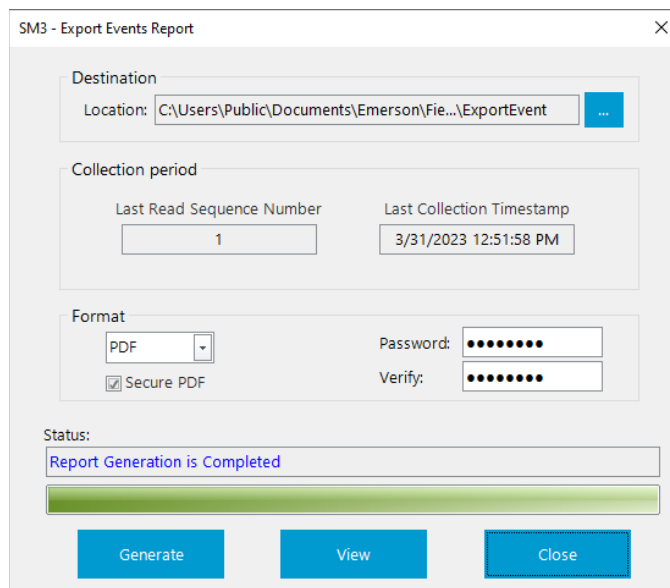 SM3 - Export Events Report
Destination
Location: C:\Users\Public\Documents\Emerson\Fie...\ExportEvent ...
Collection period
Last Read Sequence Number Last Collection Timestamp
1 3/31/2023 12:51:58 PM
Format
PDF Password: ●●●●●●●●
Secure PDF Verify: ●●●●●●●●
Status:
Report Generation is Completed
Generate View Close